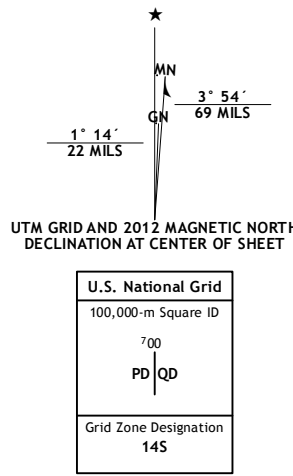 ★
MN
3° 54´
69 MILS
GN
1° 14´
22 MILS
UTM GRID AND 2012 MAGNETIC NORTH
DECLINATION AT CENTER OF SHEET
U.S. National Grid
100,000-m Square ID
⁷00
PD QD
Grid Zone Designation
14S